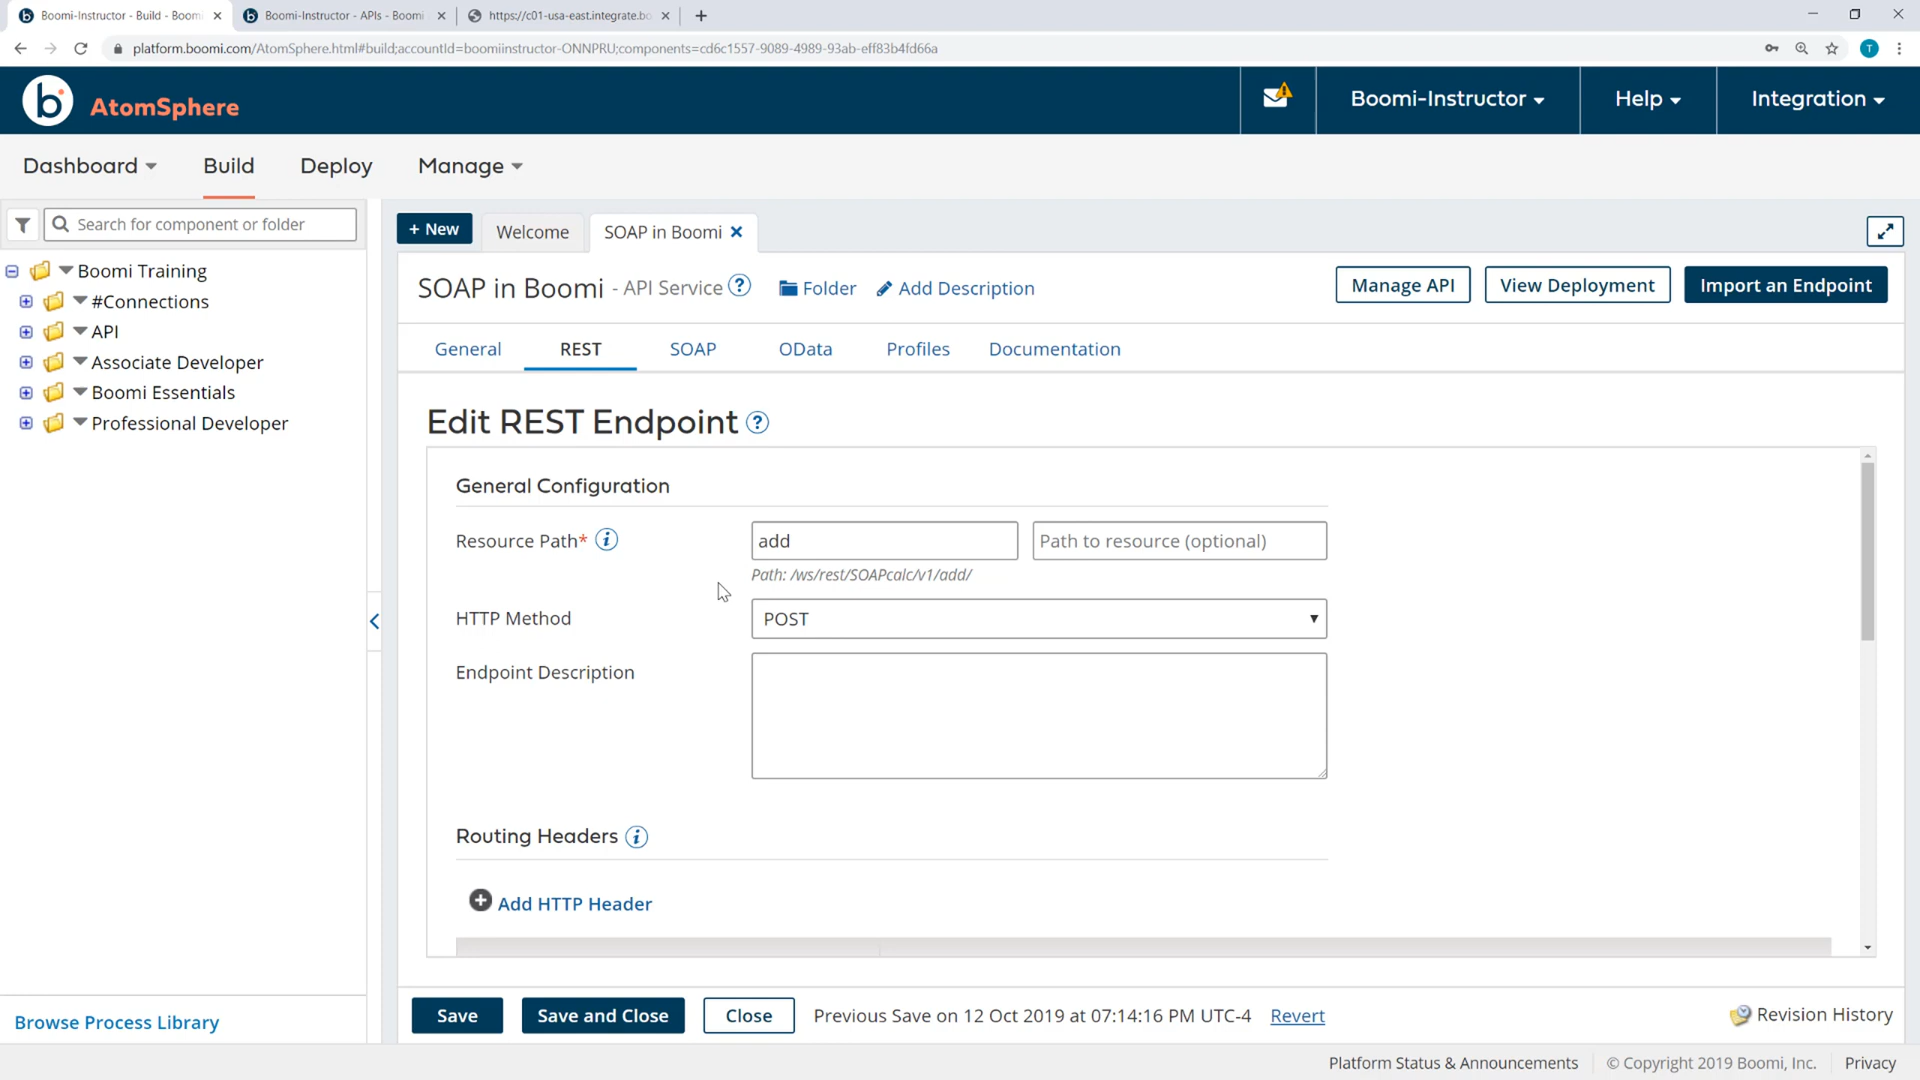 Boomi-Instructor - Build - Boom
Boomi-Instructor - APIs - Boomi
https://c01-usa-east.integrate.bo
platform.boomi.com/AtomSphere.html#build;accountId=boomiinstructor-ONNPRU;components=cd6c1557-9089-4989-93ab-eff83b4fd66a
T
b AtomSphere
Boomi-Instructor
Help
Integration
Dashboard
Build
Deploy
Manage
Search for component or folder
Boomi Training
#Connections
API
Associate Developer
Boomi Essentials
Professional Developer
Browse Process Library
+ New
Welcome
SOAP in Boomi
SOAP in Boomi - API Service ?
Folder
Add Description
Manage API
View Deployment
Import an Endpoint
General
REST
SOAP
OData
Profiles
Documentation
Edit REST Endpoint ?
General Configuration
Resource Path* i
add
Path to resource (optional)
Path: /ws/rest/SOAPcalc/v1/add/
HTTP Method
POST
Endpoint Description
Routing Headers i
Add HTTP Header
Save
Save and Close
Close
Previous Save on 12 Oct 2019 at 07:14:16 PM UTC-4
Revert
Revision History
Platform Status & Announcements
© Copyright 2019 Boomi, Inc.
Privacy